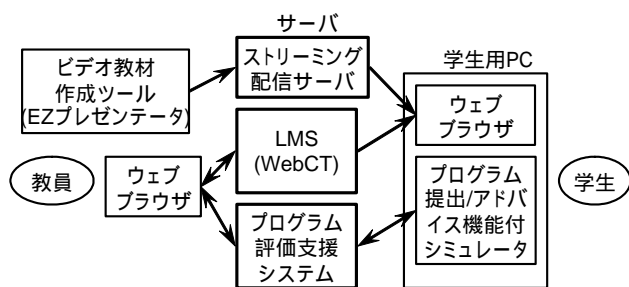 サーバ
ビデオ教材
作成ツール
(EZプレゼンテータ)
ストリーミング
配信サーバ
学生用PC
ウェブ
ブラウザ
LMS
(WebCT)
教員
ウェブ
ブラウザ
プログラム
評価支援
システム
プログラム
提出/アドバ
イス機能付
シミュレータ
学生